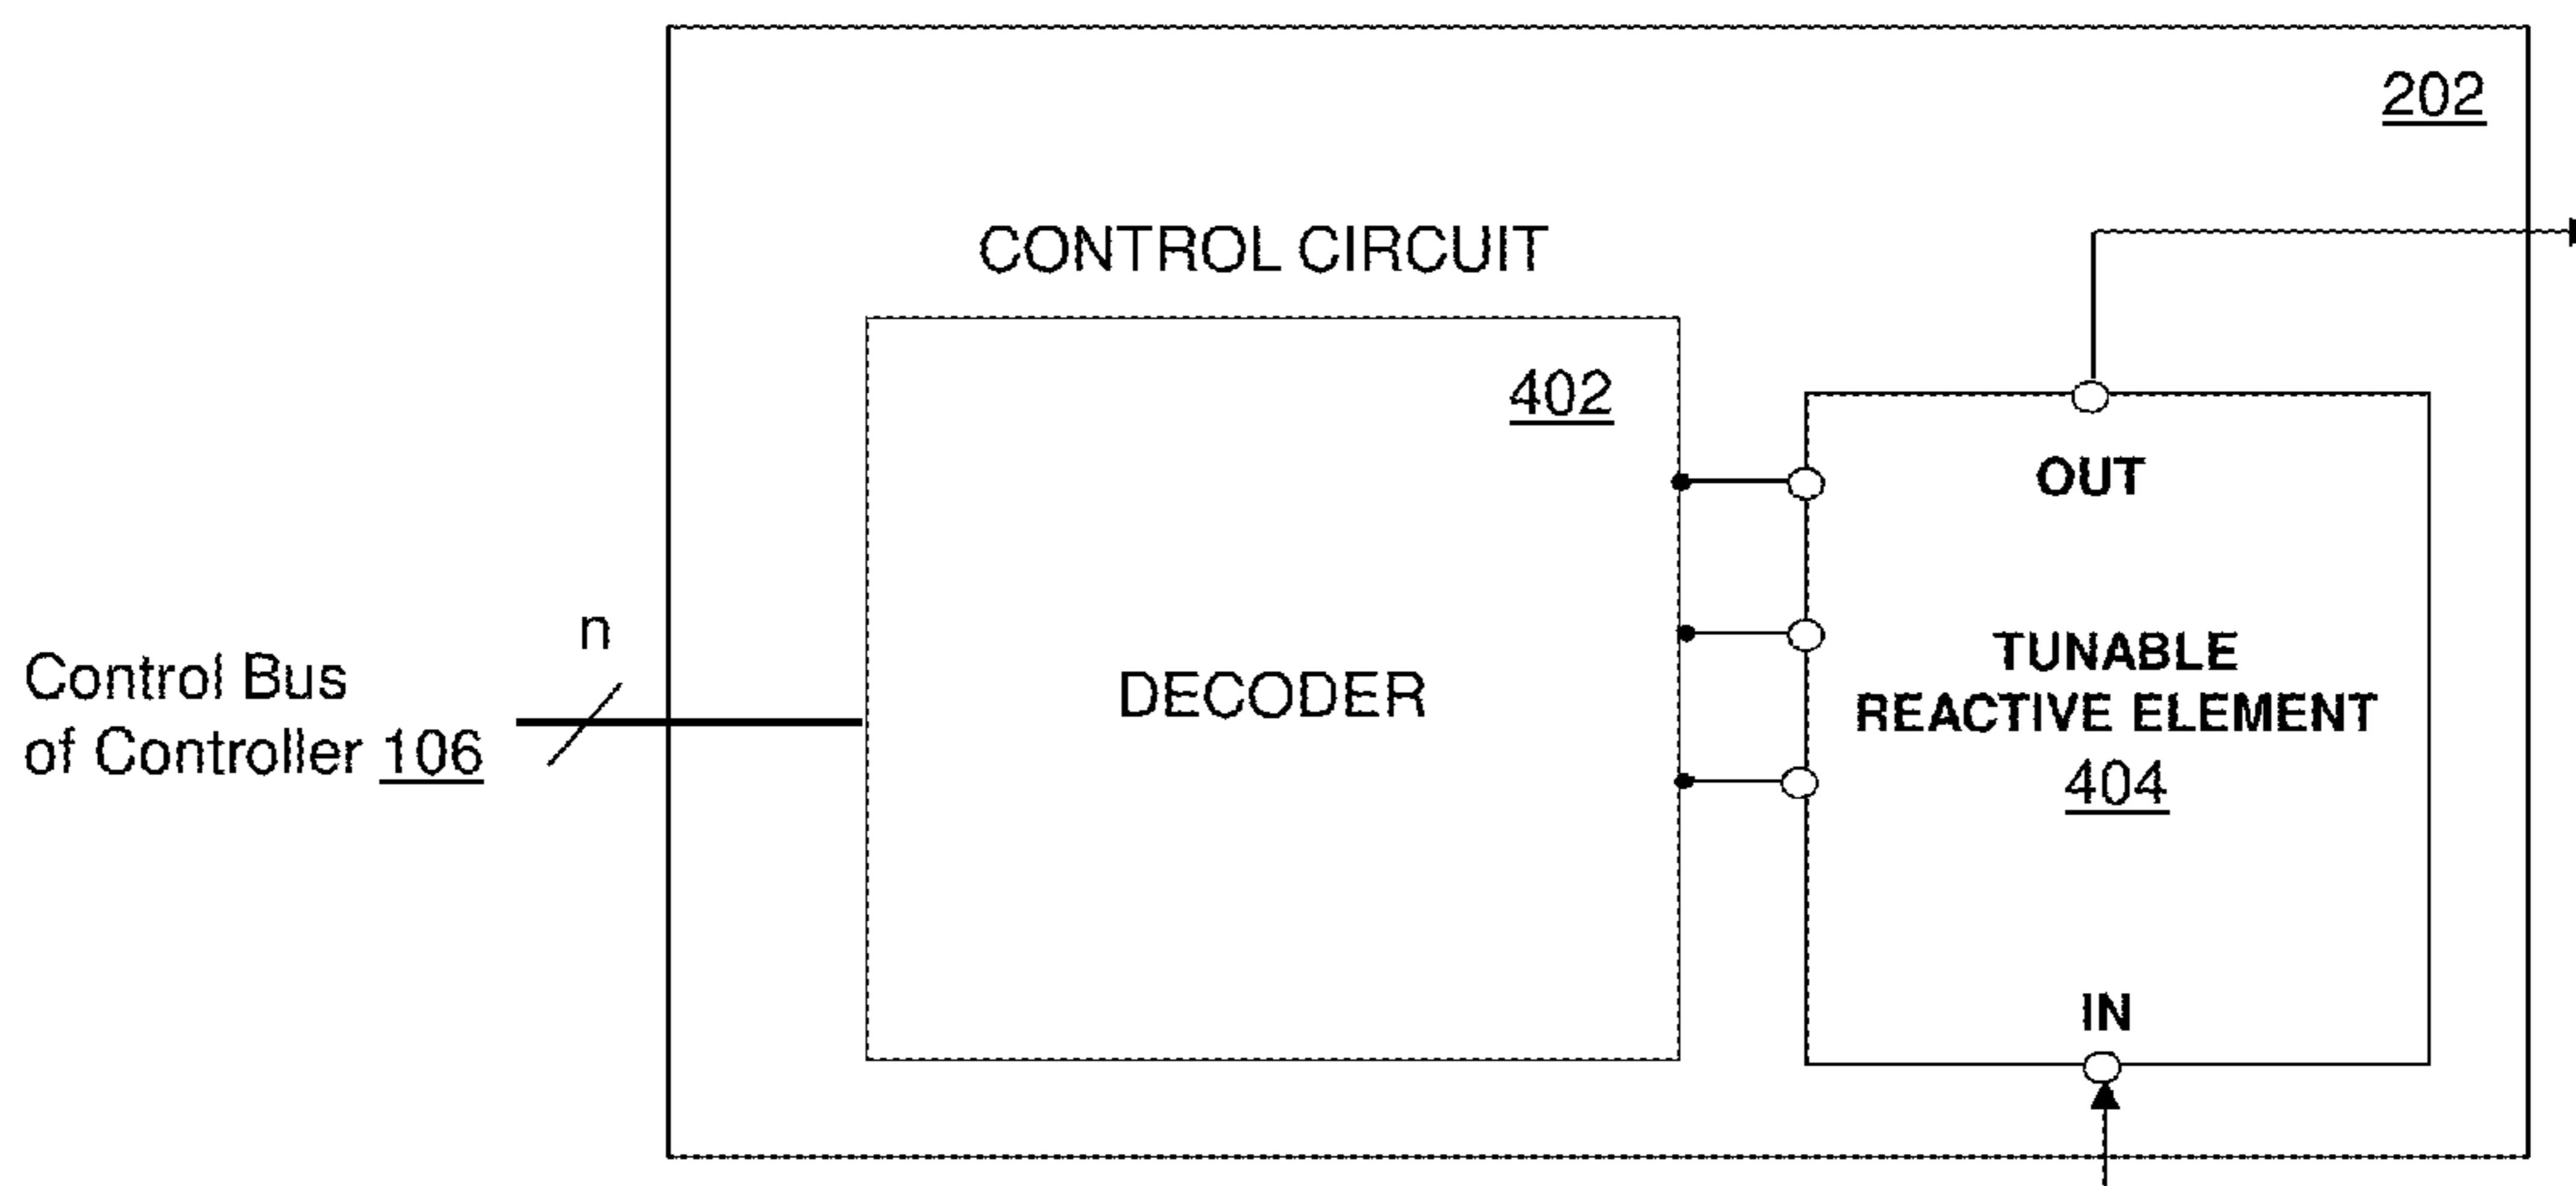 202
CONTROL CIRCUIT
402
OUT
n
Control Bus
of Controller 106
DECODER
TUNABLE
REACTIVE ELEMENT
404
IN